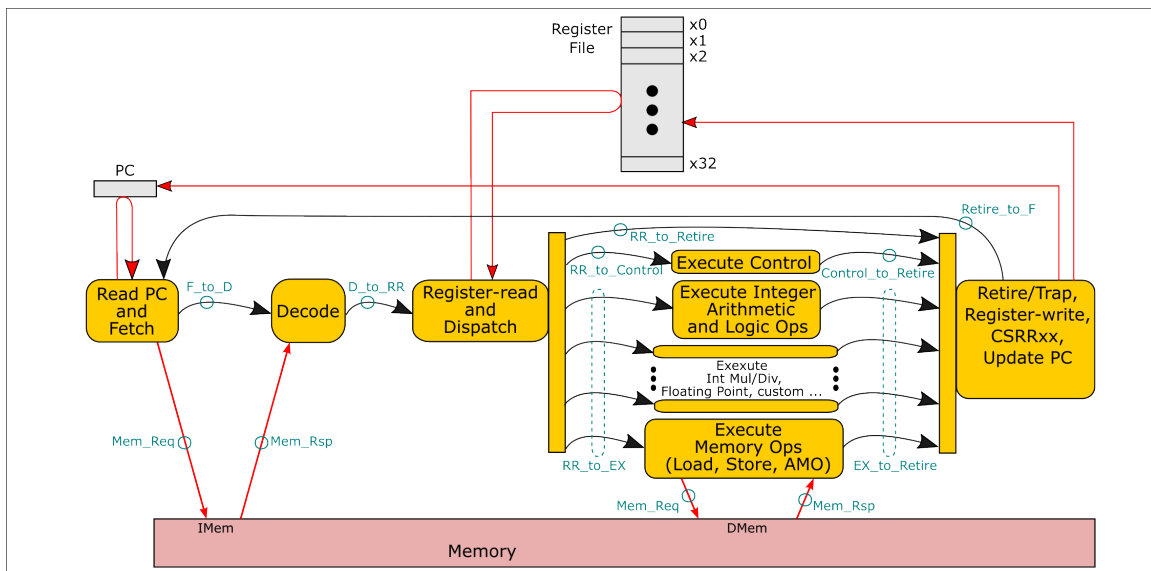 Register
File
x0
x1
x2
x32
PC
Retire_to_F
RR_to_Retire
RR_to_Control
Execute Control
Control_to_Retire
Read PC
and
Fetch
F_to_D
Decode
D_to_RR
Register-read
and
Dispatch
Execute Integer
Arithmetic
and Logic Ops
Retire/Trap,
Register-write,
CSRRxx,
Update PC
Exexute
Int Mul/Div,
Floating Point, custom ...
Execute
Memory Ops
(Load, Store, AMO)
RR_to_EX
EX_to_Retire
Mem_Req
Mem_Rsp
Mem_Req
Mem_Rsp
IMem
DMem
Memory